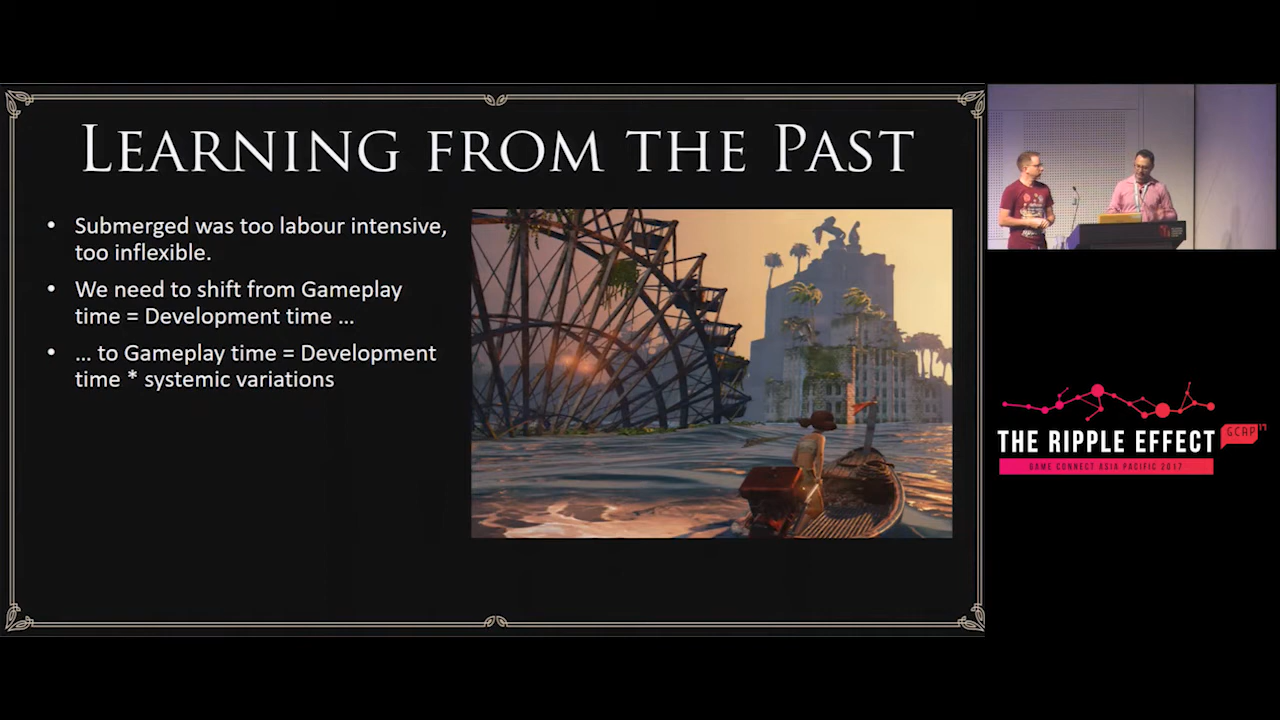 LEARNING FROM THE PAST
• Submerged was too labour intensive,
too inflexible.
• We need to shift from Gameplay
time = Development time ...
• ... to Gameplay time = Development
time * systemic variations
THE RIPPLE EFFECT
GCAP17
GAME CONNECT ASIA PACIFIC 2017